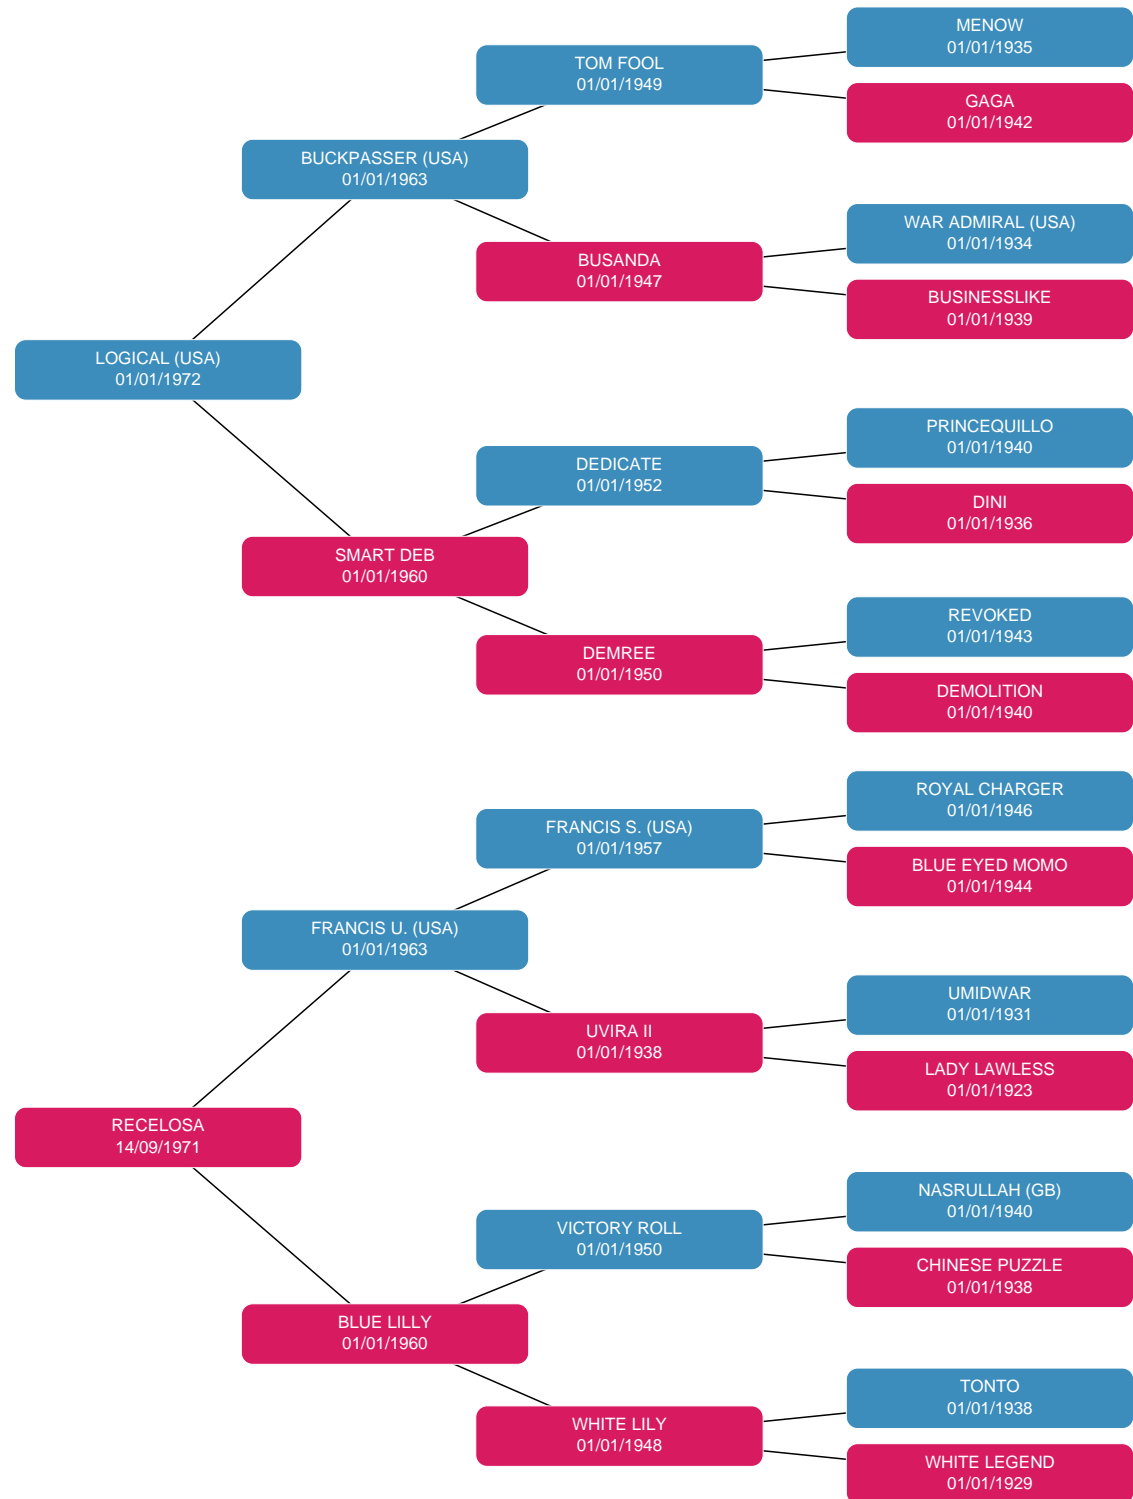 MENOW
01/01/1935
TOM FOOL
01/01/1949
GAGA
01/01/1942
BUCKPASSER (USA)
01/01/1963
WAR ADMIRAL (USA)
01/01/1934
BUSANDA
01/01/1947
BUSINESSLIKE
01/01/1939
LOGICAL (USA)
01/01/1972
PRINCEQUILLO
01/01/1940
DEDICATE
01/01/1952
DINI
01/01/1936
SMART DEB
01/01/1960
REVOKED
01/01/1943
DEMREE
01/01/1950
DEMOLITION
01/01/1940
ROYAL CHARGER
01/01/1946
FRANCIS S. (USA)
01/01/1957
BLUE EYED MOMO
01/01/1944
FRANCIS U. (USA)
01/01/1963
UMIDWAR
01/01/1931
UVIRA II
01/01/1938
LADY LAWLESS
01/01/1923
RECELOSA
14/09/1971
NASRULLAH (GB)
01/01/1940
VICTORY ROLL
01/01/1950
CHINESE PUZZLE
01/01/1938
BLUE LILLY
01/01/1960
TONTO
01/01/1938
WHITE LILY
01/01/1948
WHITE LEGEND
01/01/1929